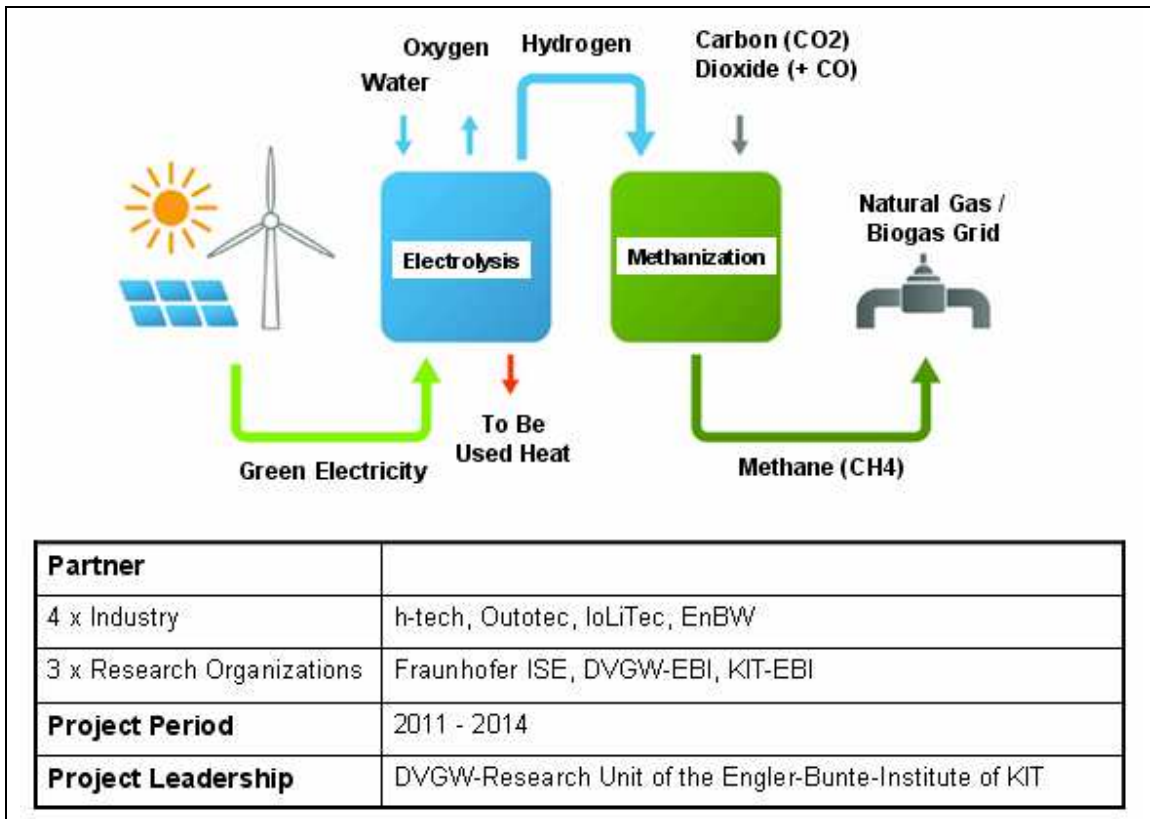 Oxygen
Hydrogen
Carbon (CO2)
Dioxide (+ CO)
Water
Natural Gas /
Biogas Grid
Electrolysis
Methanization
To Be
Used Heat
Green Electricity
Methane (CH4)
Partner
4 x Industry h-tech, Outotec, IoLiTec, EnBW
3 x Research Organizations Fraunhofer ISE, DVGW-EBI, KIT-EBI
Project Period 2011 - 2014
Project Leadership DVGW-Research Unit of the Engler-Bunte-Institute of KIT